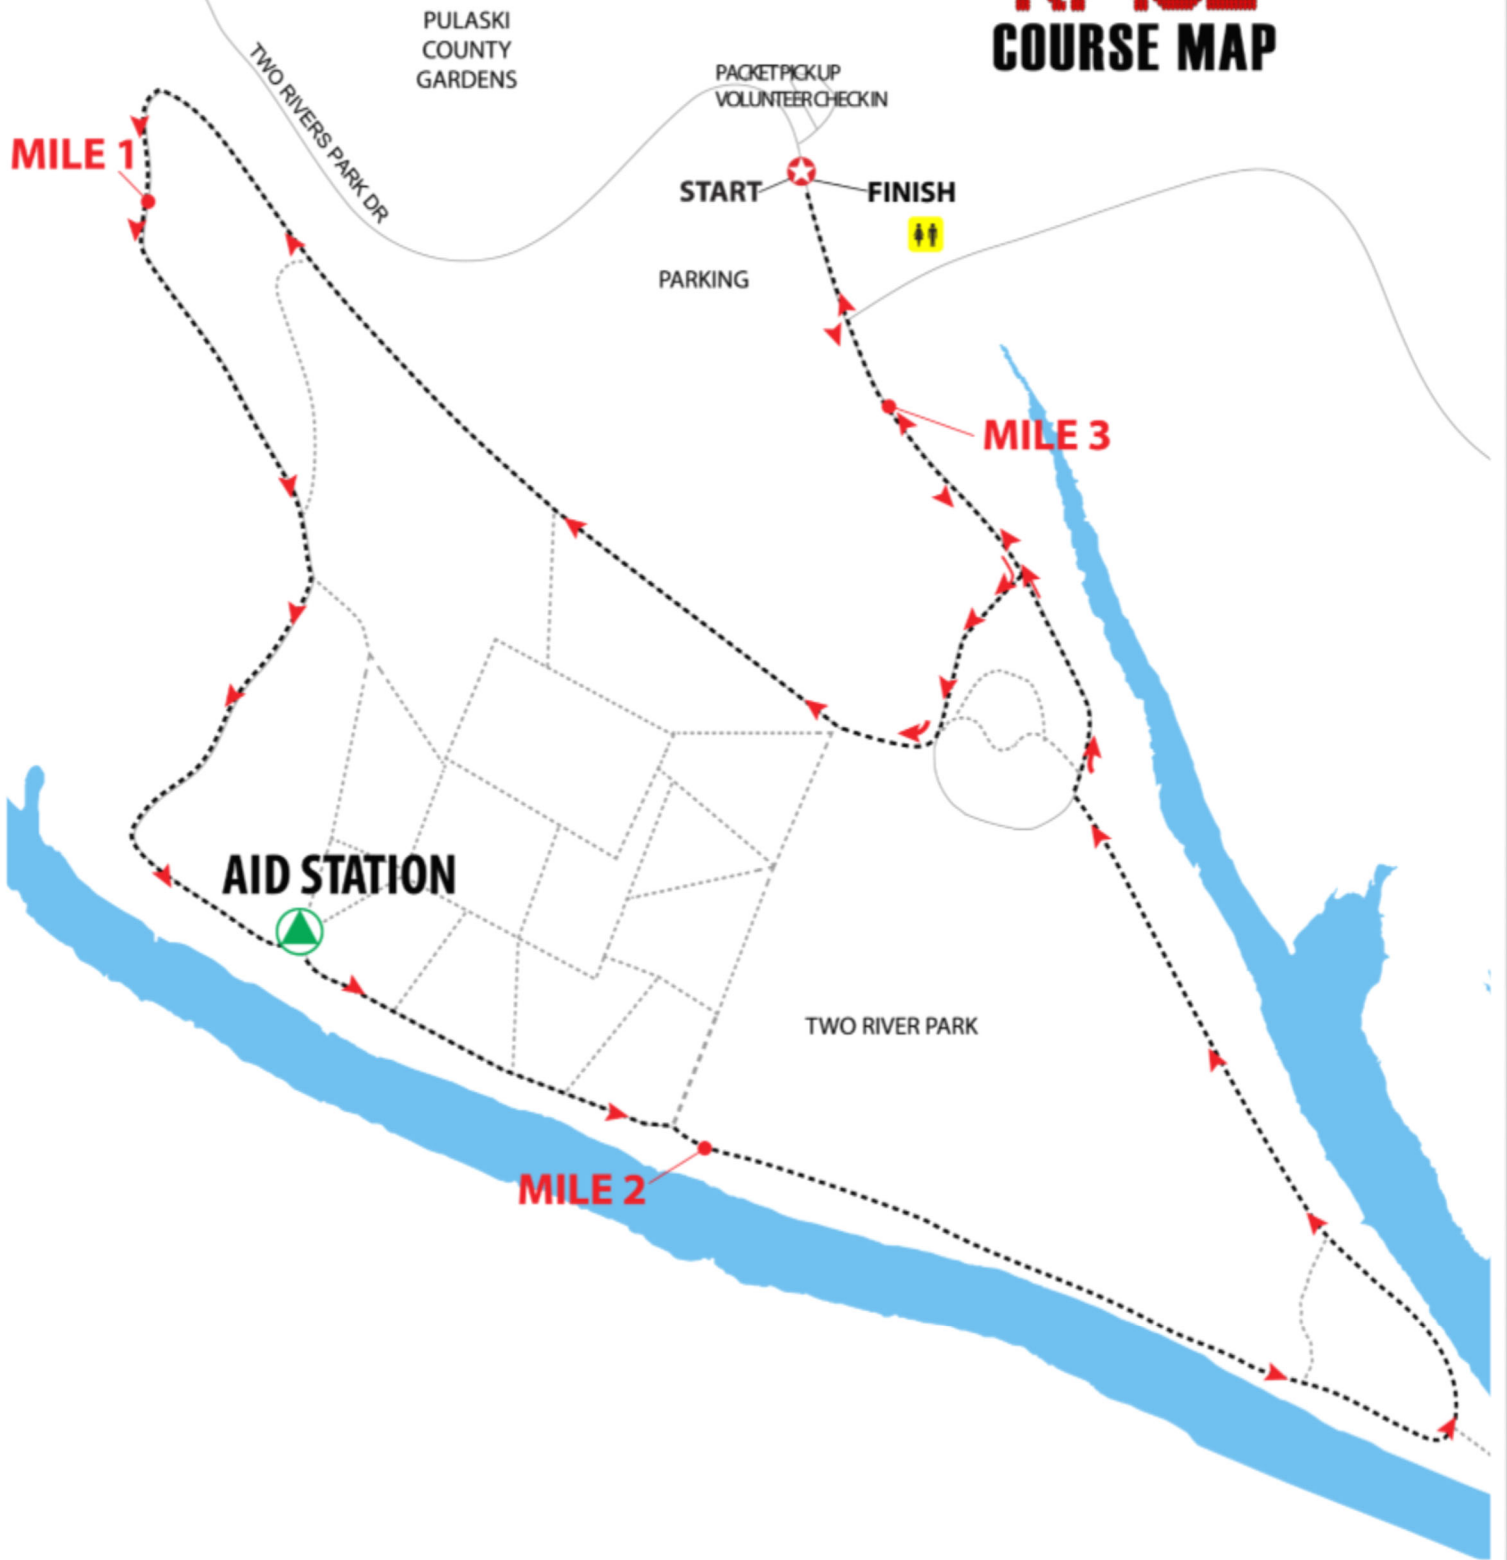 COURSE MAP
PULASKI
COUNTY
GARDENS
TWO RIVERS PARK DR
PACKET PICKUP
VOLUNTEER CHECK IN
MILE 1
START
FINISH
PARKING
MILE 3
AID STATION
TWO RIVER PARK
MILE 2